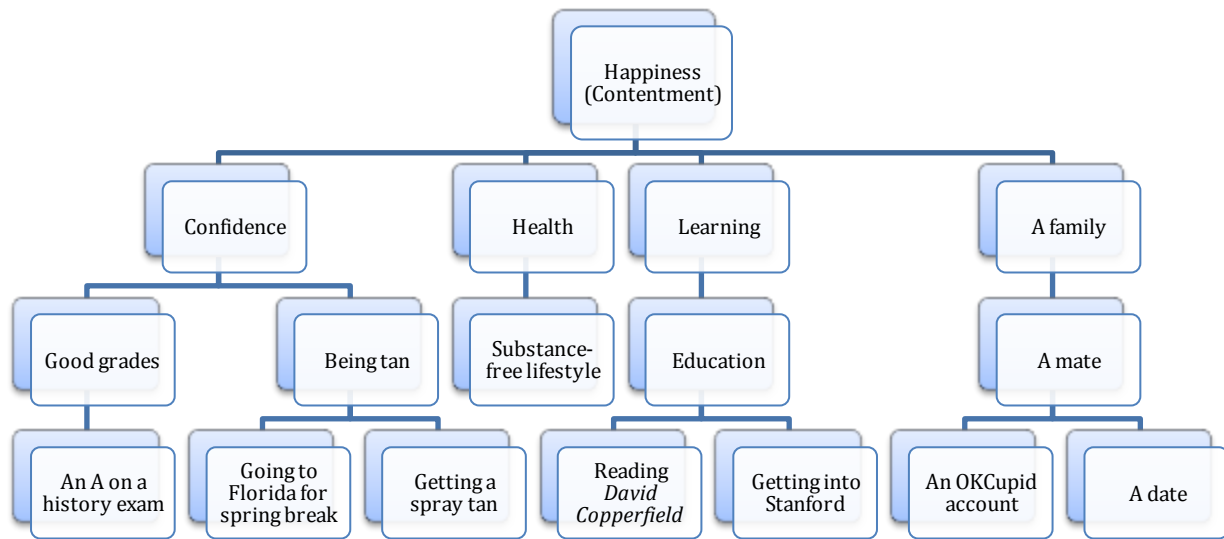 Happiness
(Contentment)
Confidence
Health
Learning
A family
Good grades
Being tan
Substance-
free lifestyle
Education
A mate
An A on a
history exam
Going to
Florida for
spring break
Getting a
spray tan
Reading
David
Copperfield
Getting into
Stanford
An OKCupid
account
A date